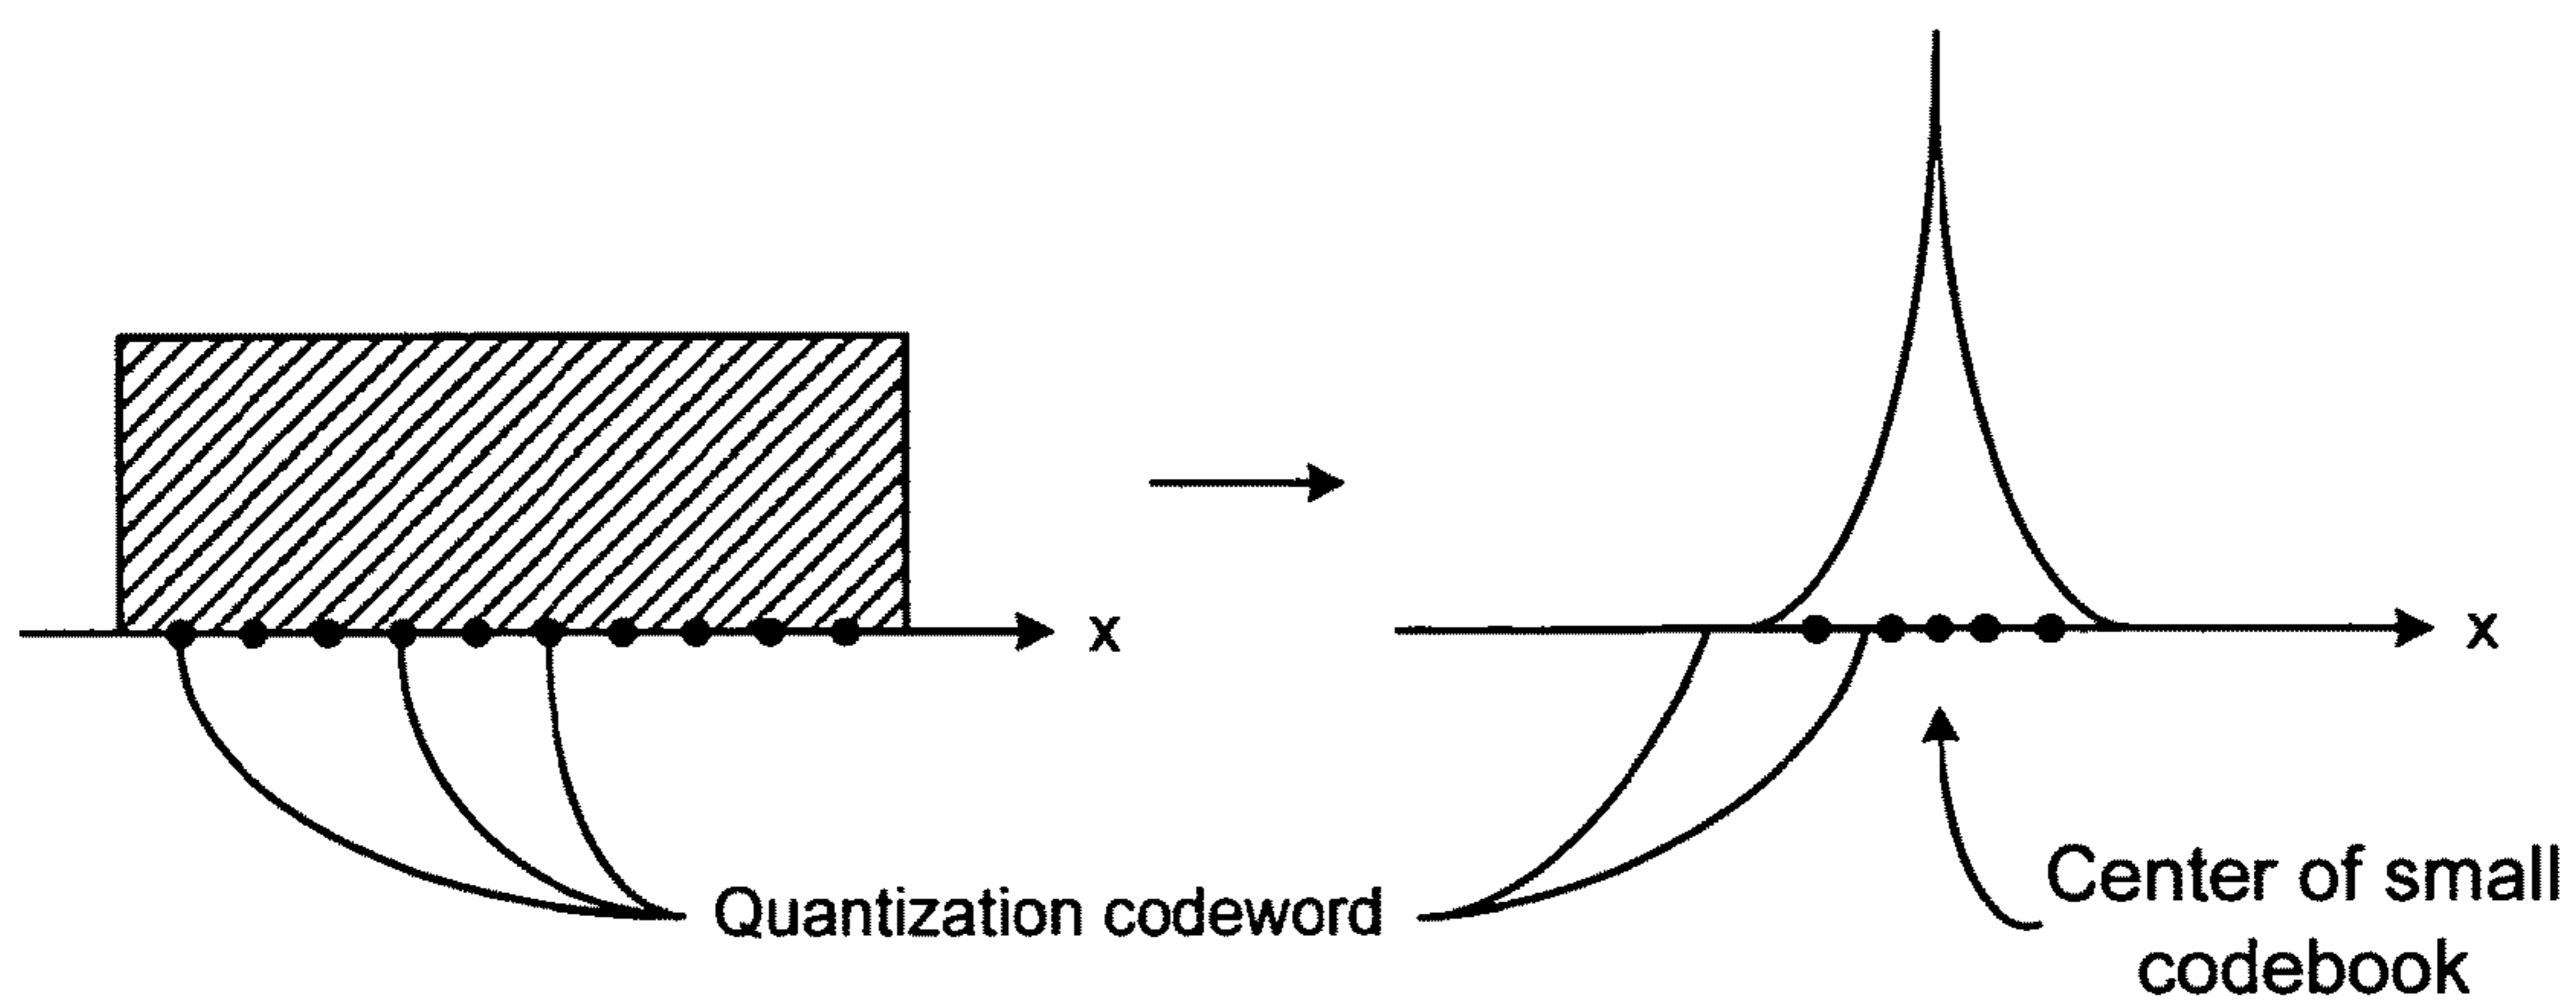 x
x
Quantization codeword
Center of small
codebook